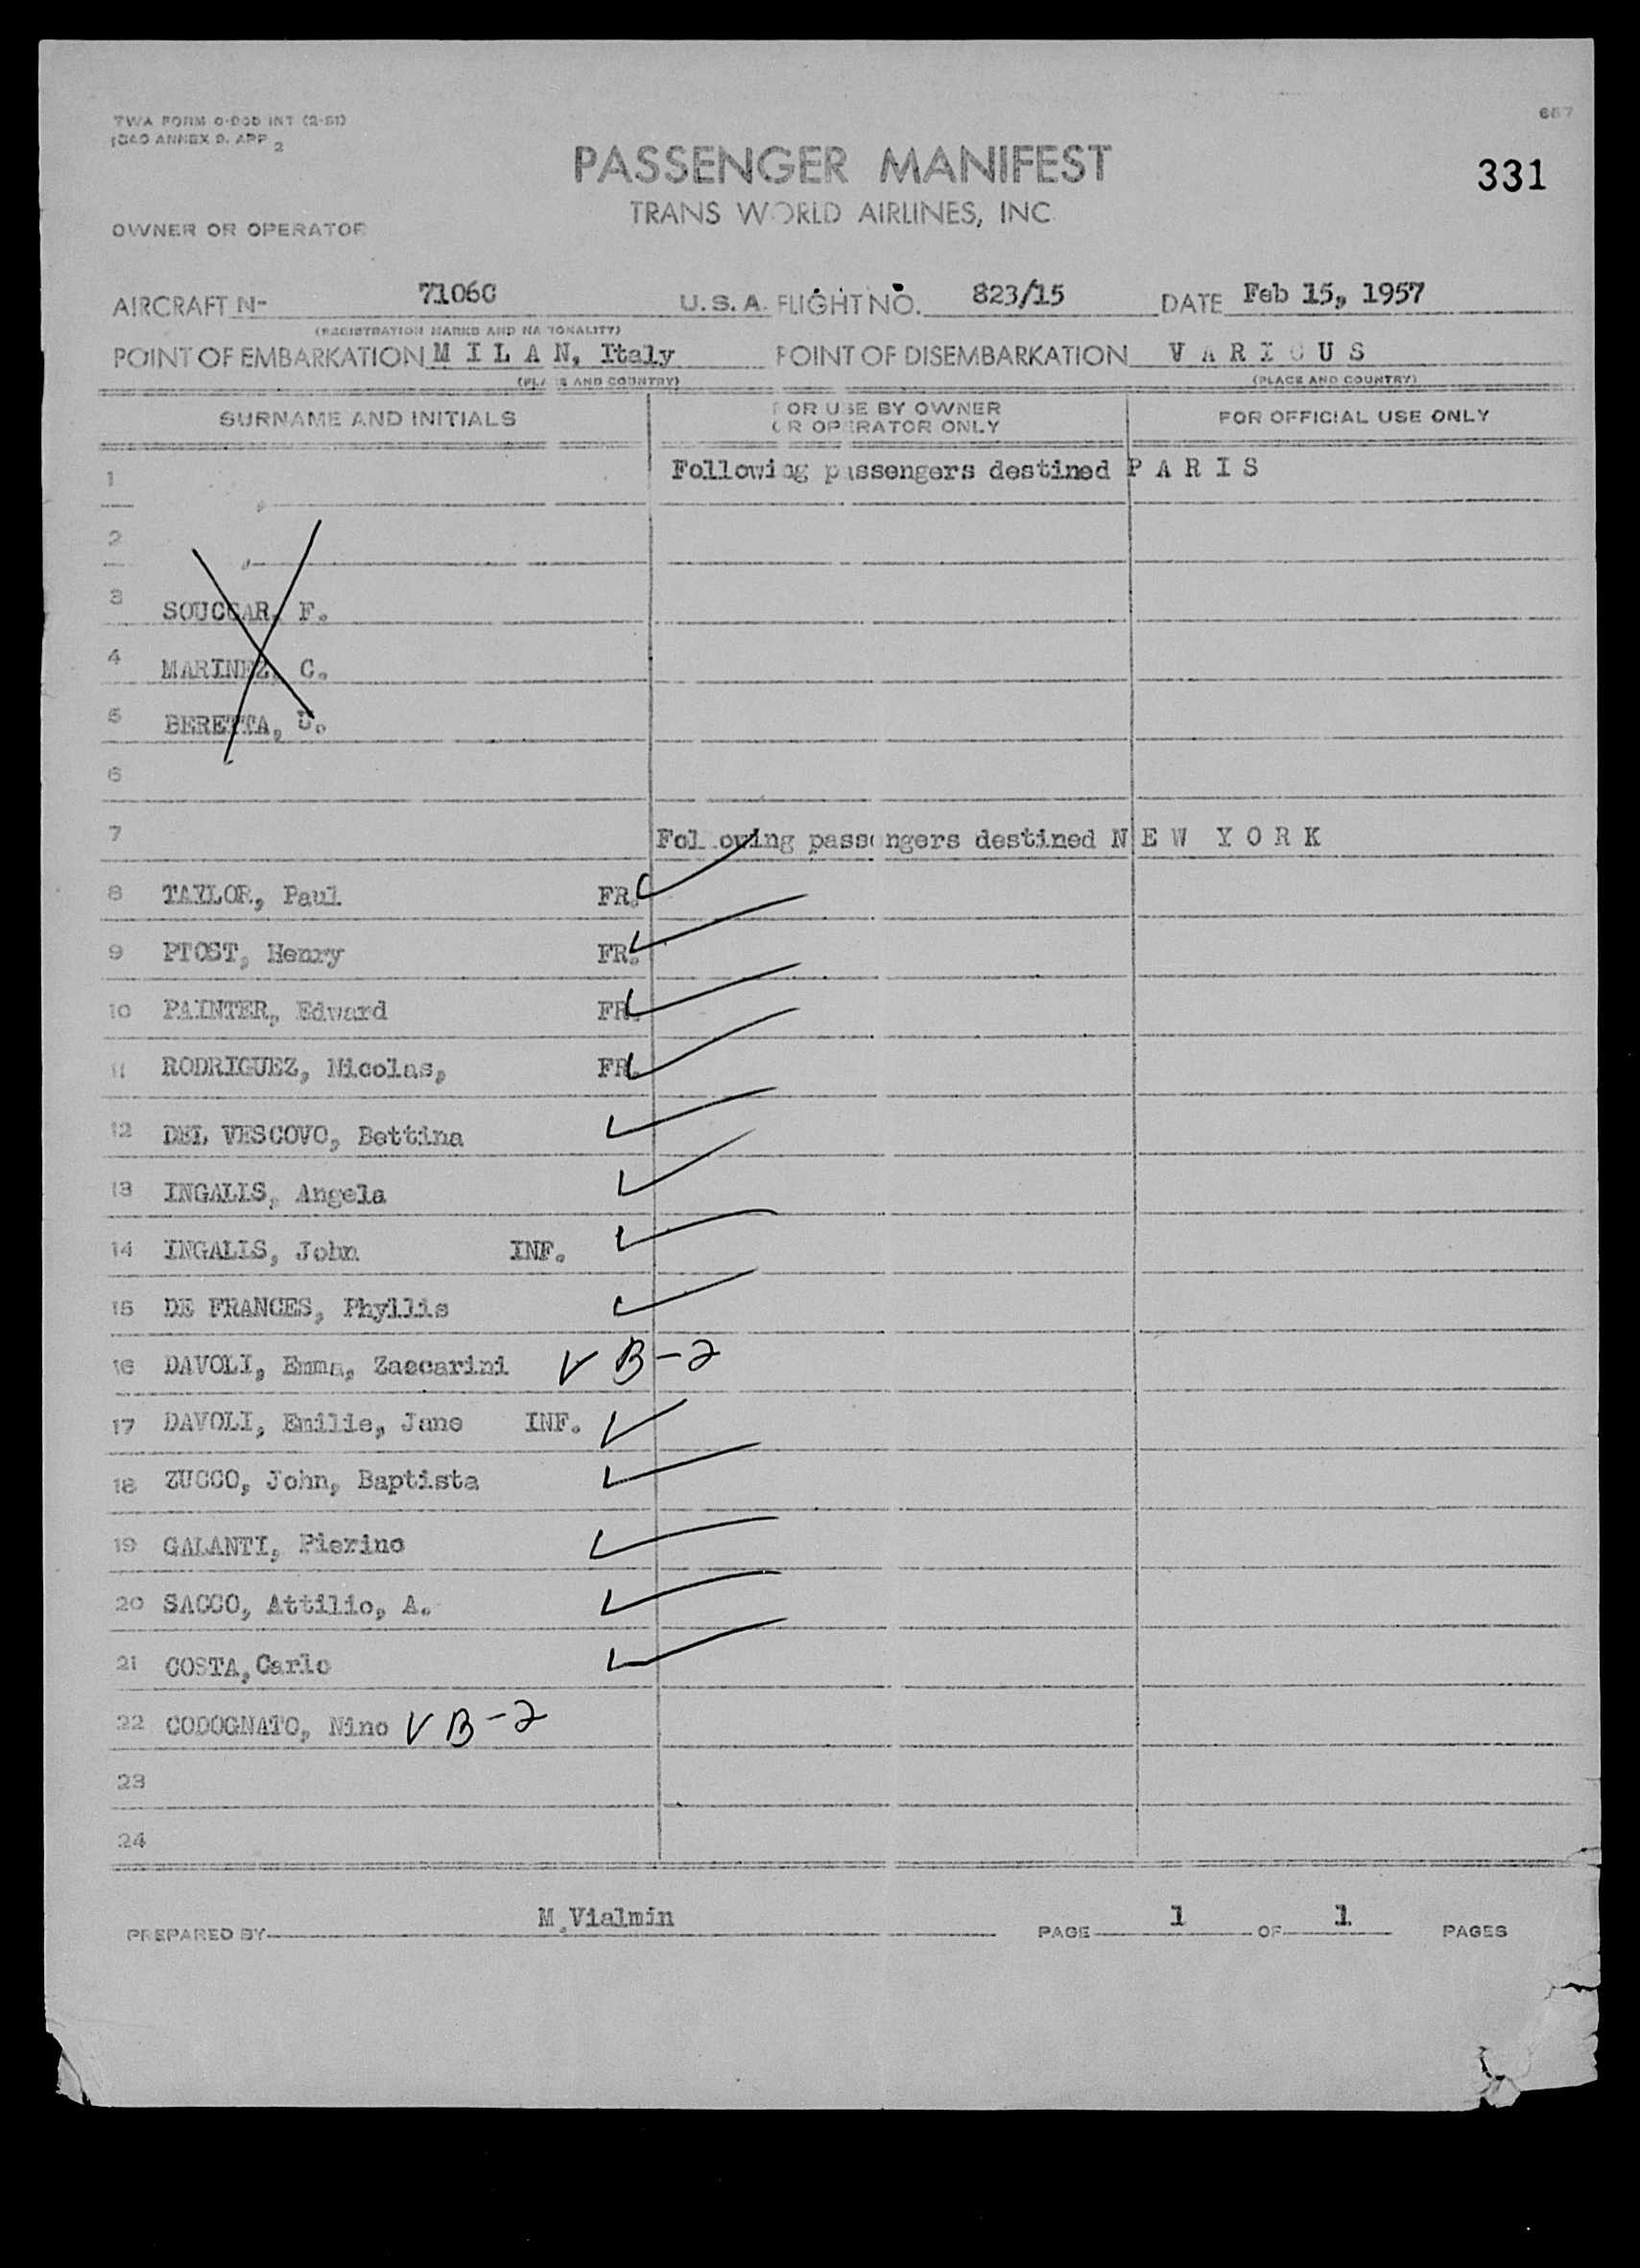 TWA FORM O-DOD INT (2-51)
ICAO ANNEX 9. APP 2
667
PASSENGER MANIFEST
331
TRANS WORLD AIRLINES, INC
OWNER OR OPERATOR
AIRCRAFT N- 7106C U.S.A. FLIGHT NO. 823/15 DATE Feb 15, 1957
(REGISTRATION MARKS AND NATIONALITY)
POINT OF EMBARKATION M I L A N, Italy POINT OF DISEMBARKATION V A R I O U S
(PLACE AND COUNTRY) (PLACE AND COUNTRY)
SURNAME AND INITIALS FOR USE BY OWNER OR OPERATOR ONLY FOR OFFICIAL USE ONLY
1 Following passengers destined P A R I S
2
3 SOUCCAR, F.
4 MARINEZ, C.
5 BERETTA, U.
6
7 Following passengers destined N E W Y O R K
8 TAYLOR, Paul FR.
9 PTOST, Henry FR.
10 PAINTER, Edward FR.
11 RODRIGUEZ, Nicolas, FR.
12 DEL VESCOVO, Bettina
13 INGALLS, Angela
14 INGALLS, John INF.
15 DE FRANCES, Phyllis
16 DAVOLI, Emma, Zaccarini V B-2
17 DAVOLI, Emilie, Jane INF.
18 ZUCCO, John, Baptista
19 GALANTI, Pierino
20 SACCO, Attilio, A.
21 COSTA, Carlo
22 CODOGNATO, Nino V B-2
23
24
PREPARED BY M.Vialmin PAGE 1 OF 1 PAGES